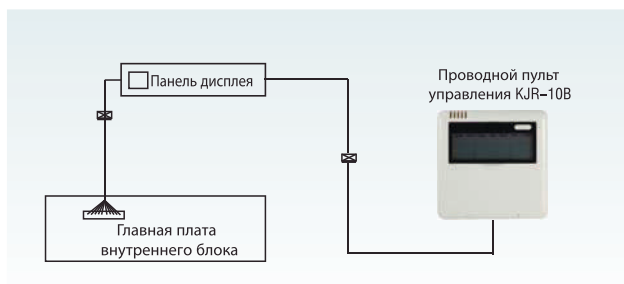 Панель дисплея
Проводной пульт
управления KJR–10B
Главная плата
внутреннего блока